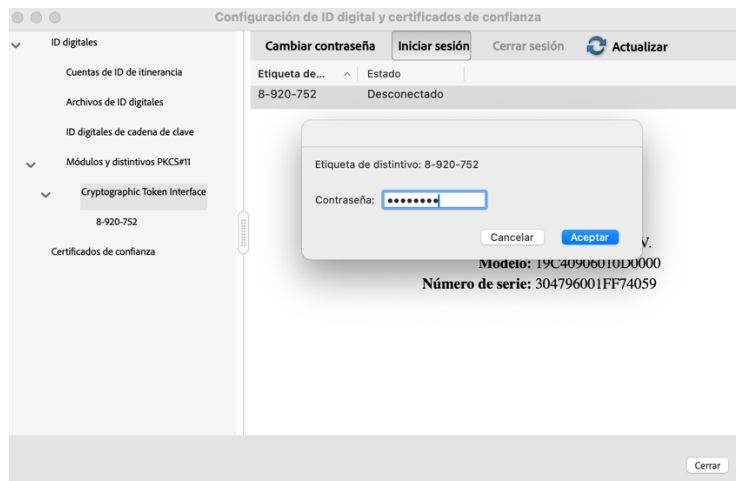 Configuración de ID digital y certificados de confianza
ID digitales
Cuentas de ID de itinerancia
Archivos de ID digitales
ID digitales de cadena de clave
Módulos y distintivos PKCS#11
Cryptographic Token Interface
8-920-752
Certificados de confianza
Cambiar contraseña Iniciar sesión Cerrar sesión Actualizar
Etiqueta de... Estado
8-920-752 Desconectado
Etiqueta de distintivo: 8-920-752
Contraseña: ••••••••
Cancelar Aceptar
V.
Modelo: 19C40906010D0000
Número de serie: 304796001FF74059
Cerrar